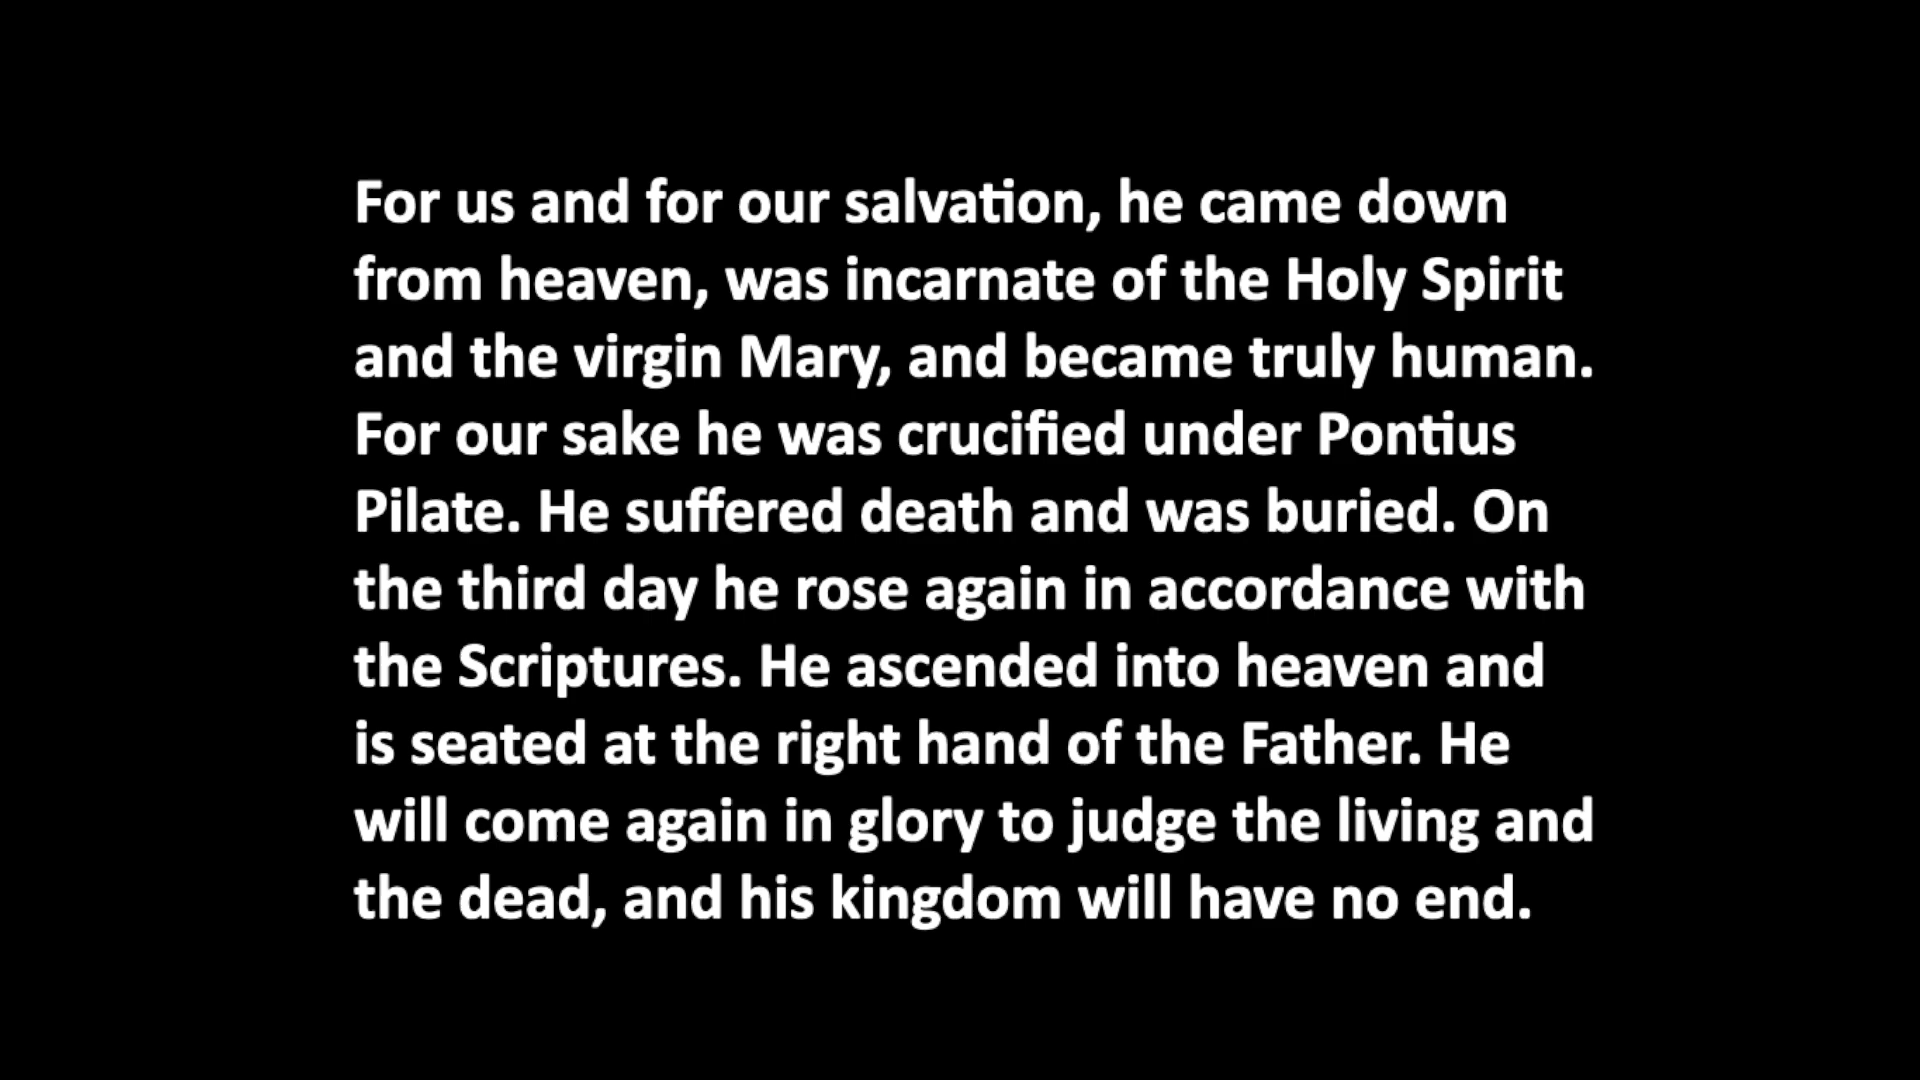 For us and for our salvation, he came down
from heaven, was incarnate of the Holy Spirit
and the virgin Mary, and became truly human.
For our sake he was crucified under Pontius
Pilate. He suffered death and was buried. On
the third day he rose again in accordance with
the Scriptures. He ascended into heaven and
is seated at the right hand of the Father. He
will come again in glory to judge the living and
the dead, and his kingdom will have no end.